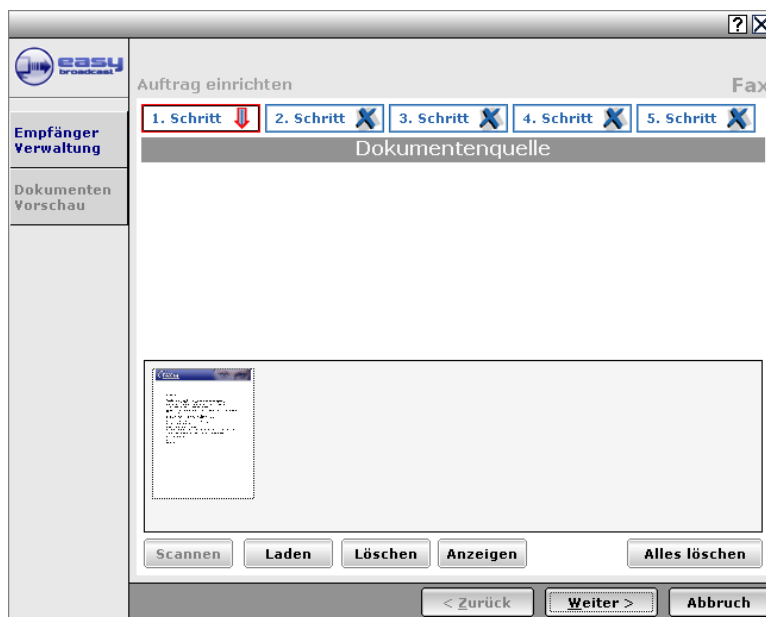 ?
easy
broadcast
Auftrag einrichten
Fax
Empfänger
Verwaltung
Dokumenten
Vorschau
1. Schritt 2. Schritt 3. Schritt 4. Schritt 5. Schritt
Dokumentenquelle
Scannen Laden Löschen Anzeigen Alles löschen
< Zurück Weiter > Abbruch